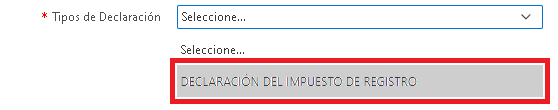 * Tipos de Declaración Seleccione...
Seleccione...
DECLARACIÓN DEL IMPUESTO DE REGISTRO